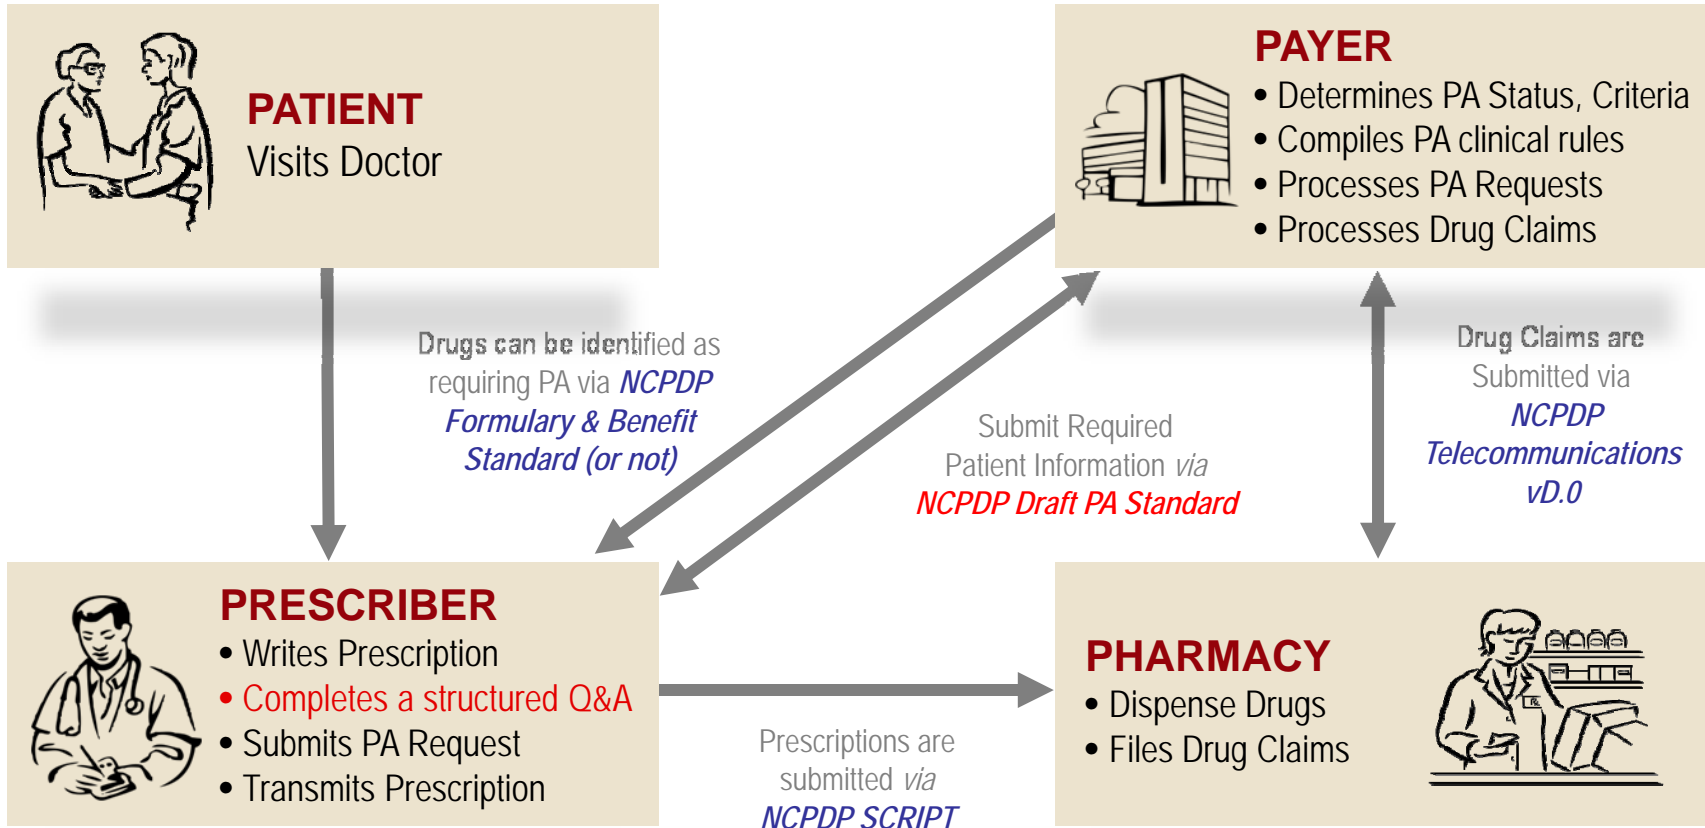 PATIENT
Visits Doctor
PAYER
• Determines PA Status, Criteria
• Compiles PA clinical rules
• Processes PA Requests
• Processes Drug Claims
Drugs can be identified as
requiring PA via NCPDP
Formulary & Benefit
Standard (or not)
Submit Required
Patient Information via
NCPDP Draft PA Standard
Drug Claims are
Submitted via
NCPDP
Telecommunications
vD.0
PRESCRIBER
• Writes Prescription
• Completes a structured Q&A
• Submits PA Request
• Transmits Prescription
Prescriptions are
submitted via
NCPDP SCRIPT
PHARMACY
• Dispense Drugs
• Files Drug Claims